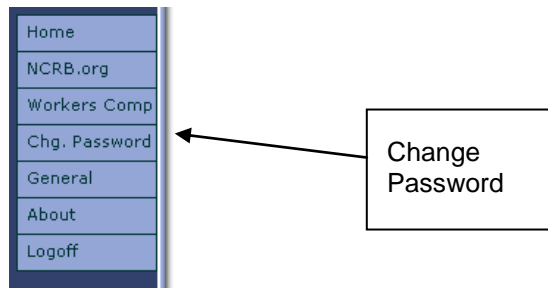 Home
NCRB.org
Workers Comp
Chg. Password
General
About
Logoff
Change
Password